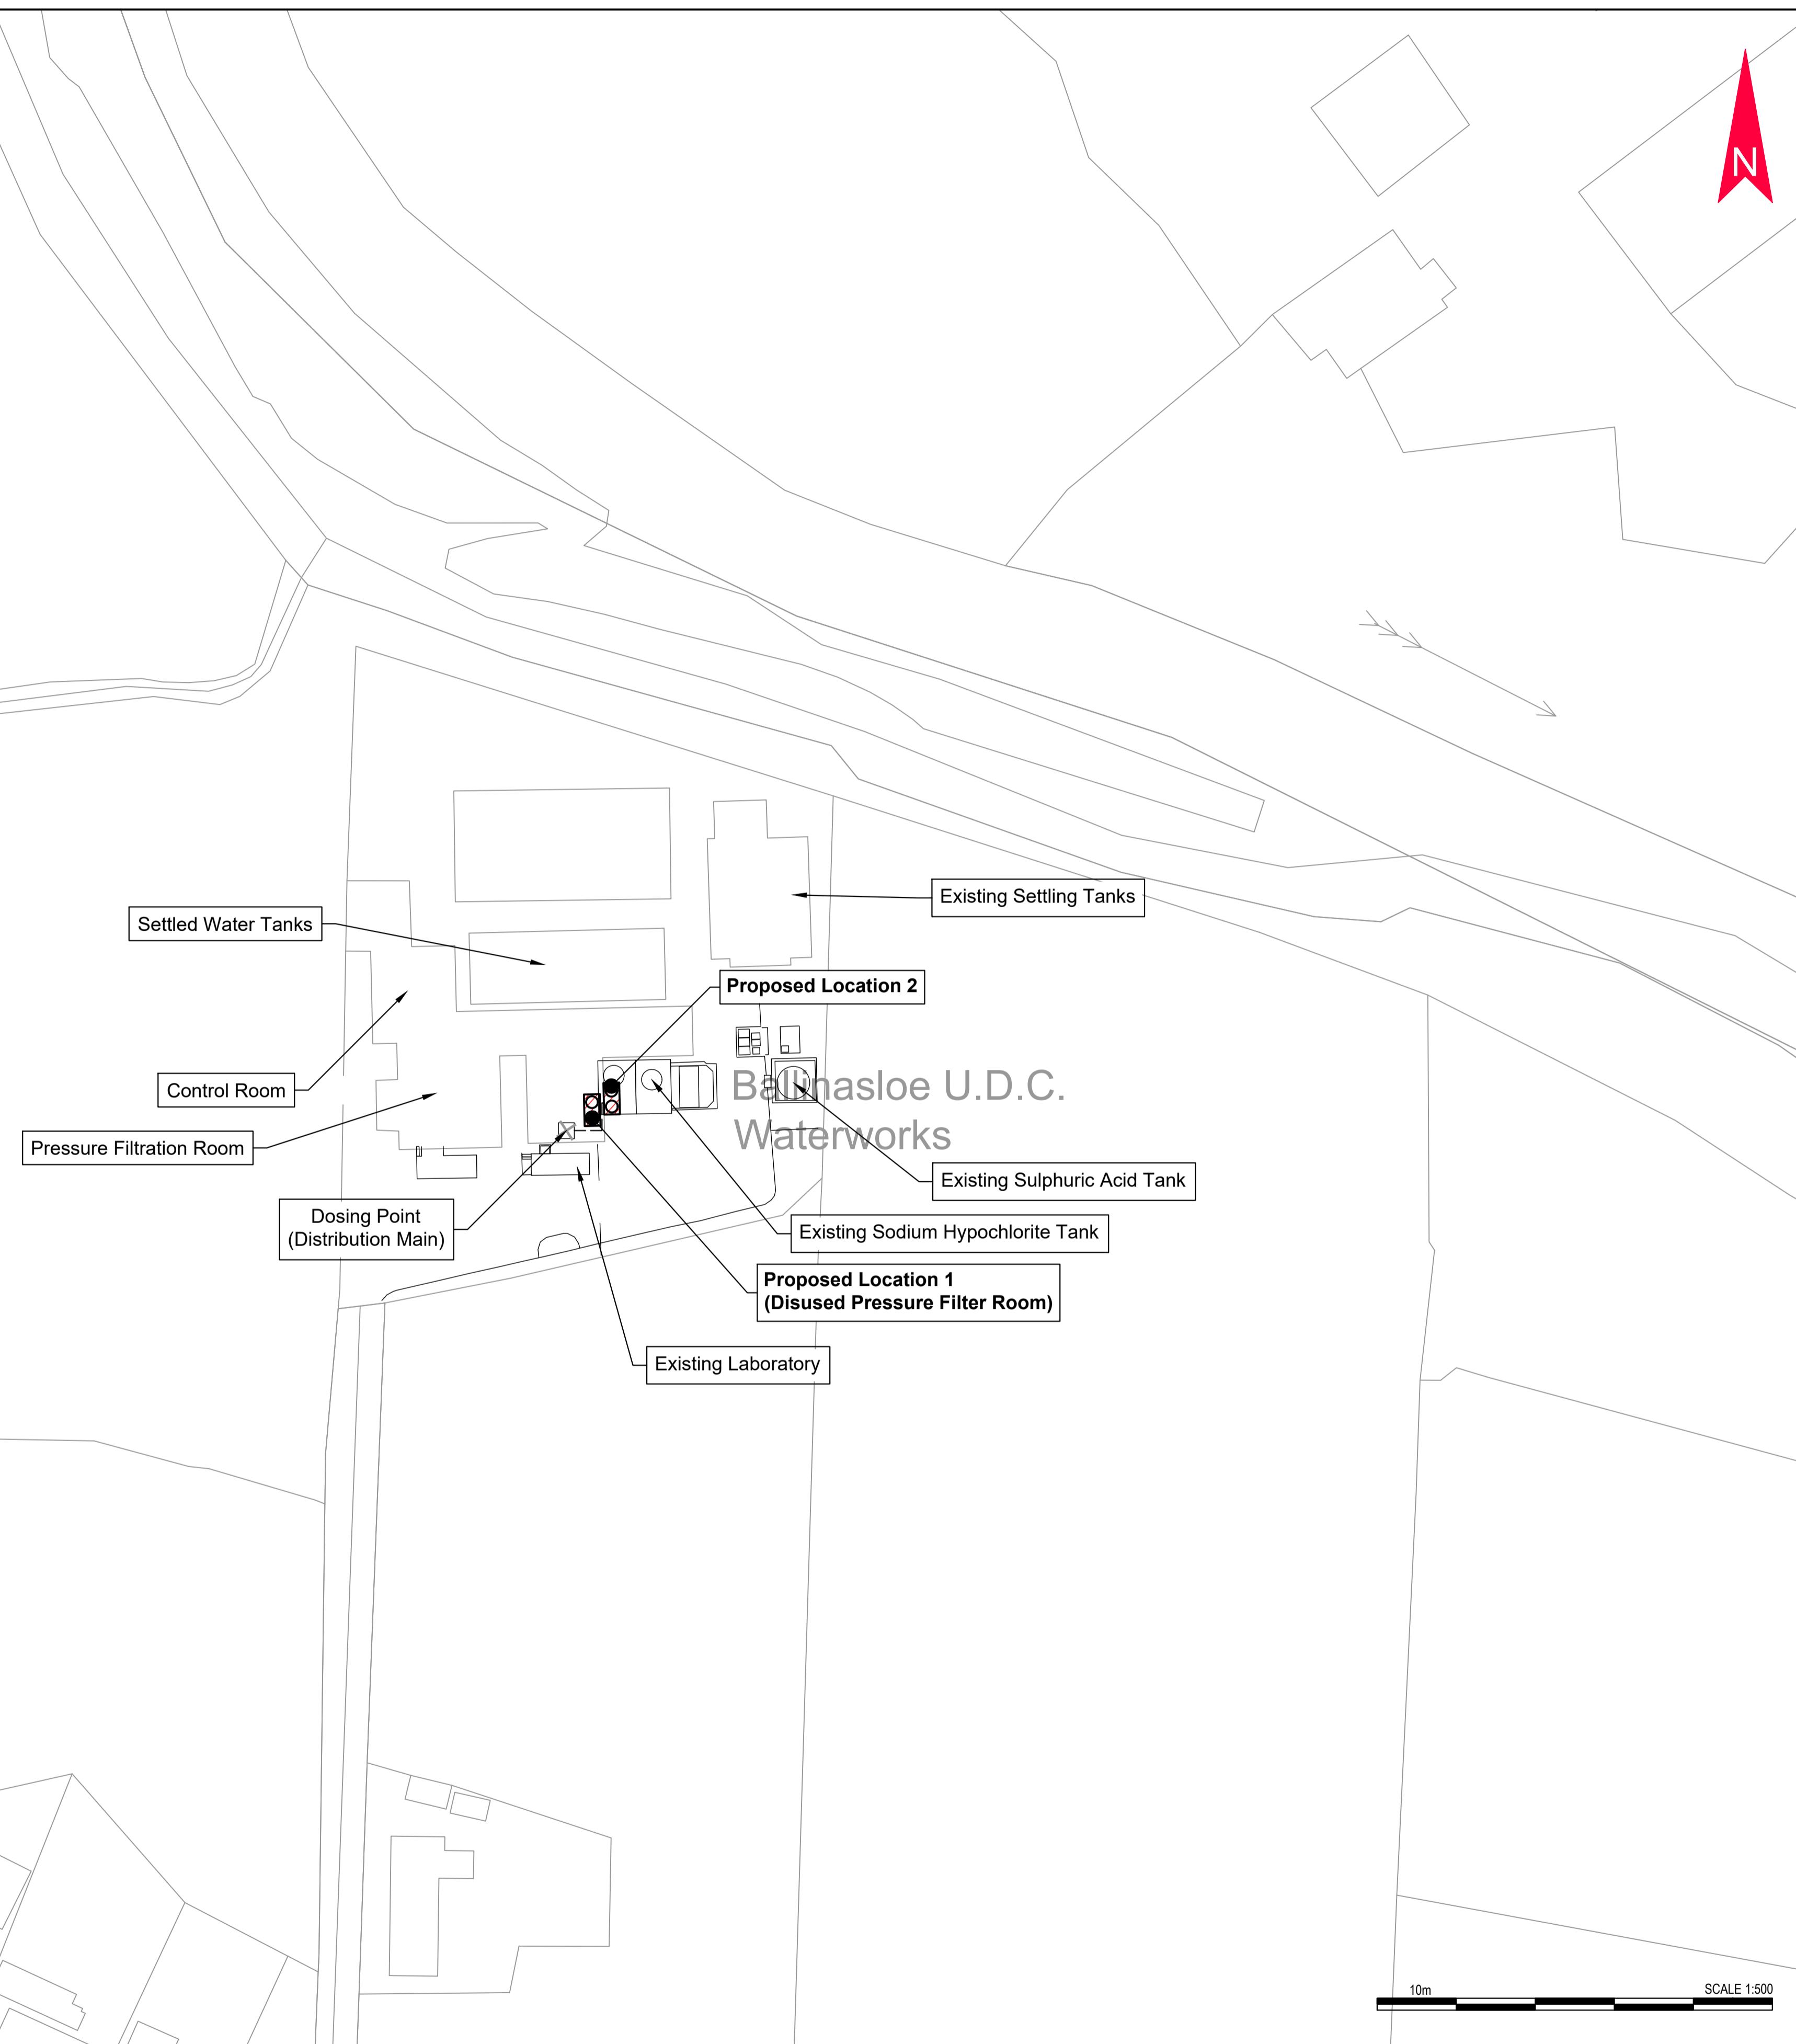 N
Existing Settling Tanks
Settled Water Tanks
Proposed Location 2
Control Room
Ballinasloe U.D.C.
Waterworks
Pressure Filtration Room
Existing Sulphuric Acid Tank
Dosing Point
(Distribution Main)
Existing Sodium Hypochlorite Tank
Proposed Location 1
(Disused Pressure Filter Room)
Existing Laboratory
10m
SCALE 1:500